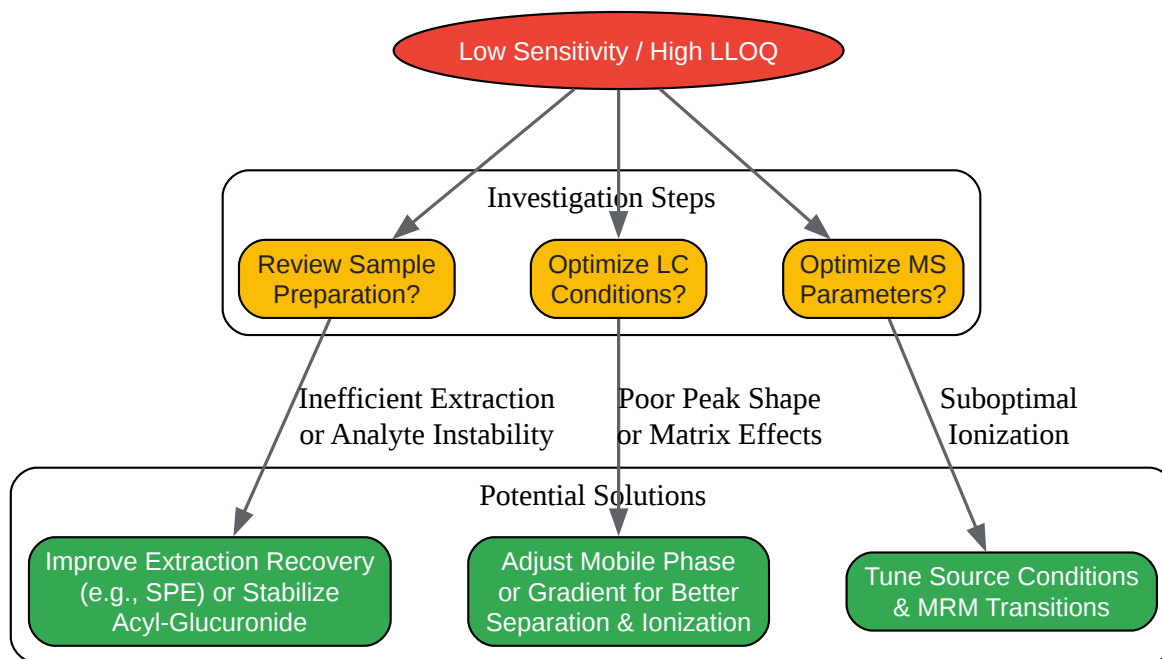 Low Sensitivity / High LLOQ
Investigation Steps
Review Sample
Preparation?
Optimize LC
Conditions?
Optimize MS
Parameters?
Inefficient Extraction
or Analyte Instability
Poor Peak Shape
or Matrix Effects
Suboptimal
Ionization
Potential Solutions
Improve Extraction Recovery
(e.g., SPE) or Stabilize
Acyl-Glucuronide
Adjust Mobile Phase
or Gradient for Better
Separation & Ionization
Tune Source Conditions
& MRM Transitions